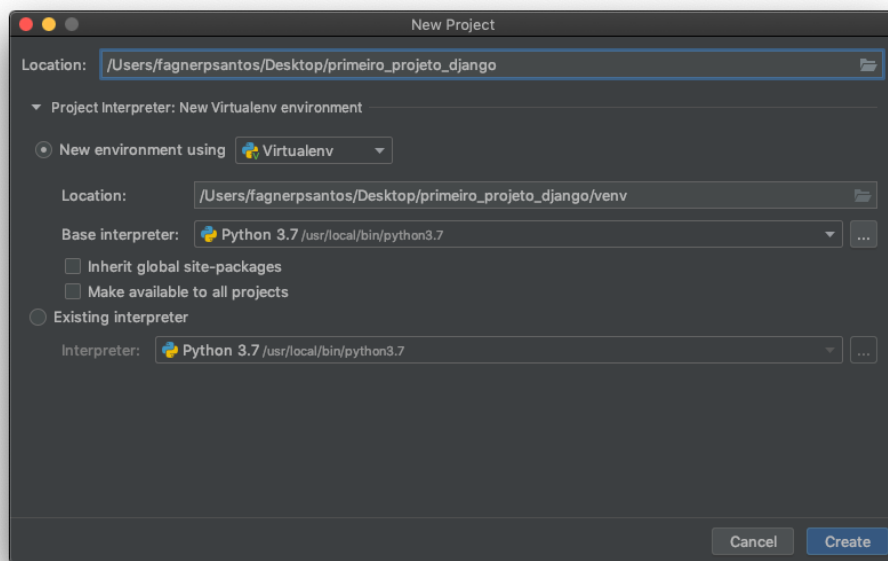 New Project
Location: /Users/fagnerpsantos/Desktop/primeiro_projeto_django
Project Interpreter: New Virtualenv environment
New environment using Virtualenv
Location: /Users/fagnerpsantos/Desktop/primeiro_projeto_django/venv
Base interpreter: Python 3.7 /usr/local/bin/python3.7 ...
Inherit global site-packages
Make available to all projects
Existing interpreter
Interpreter: Python 3.7 /usr/local/bin/python3.7 ...
Cancel Create